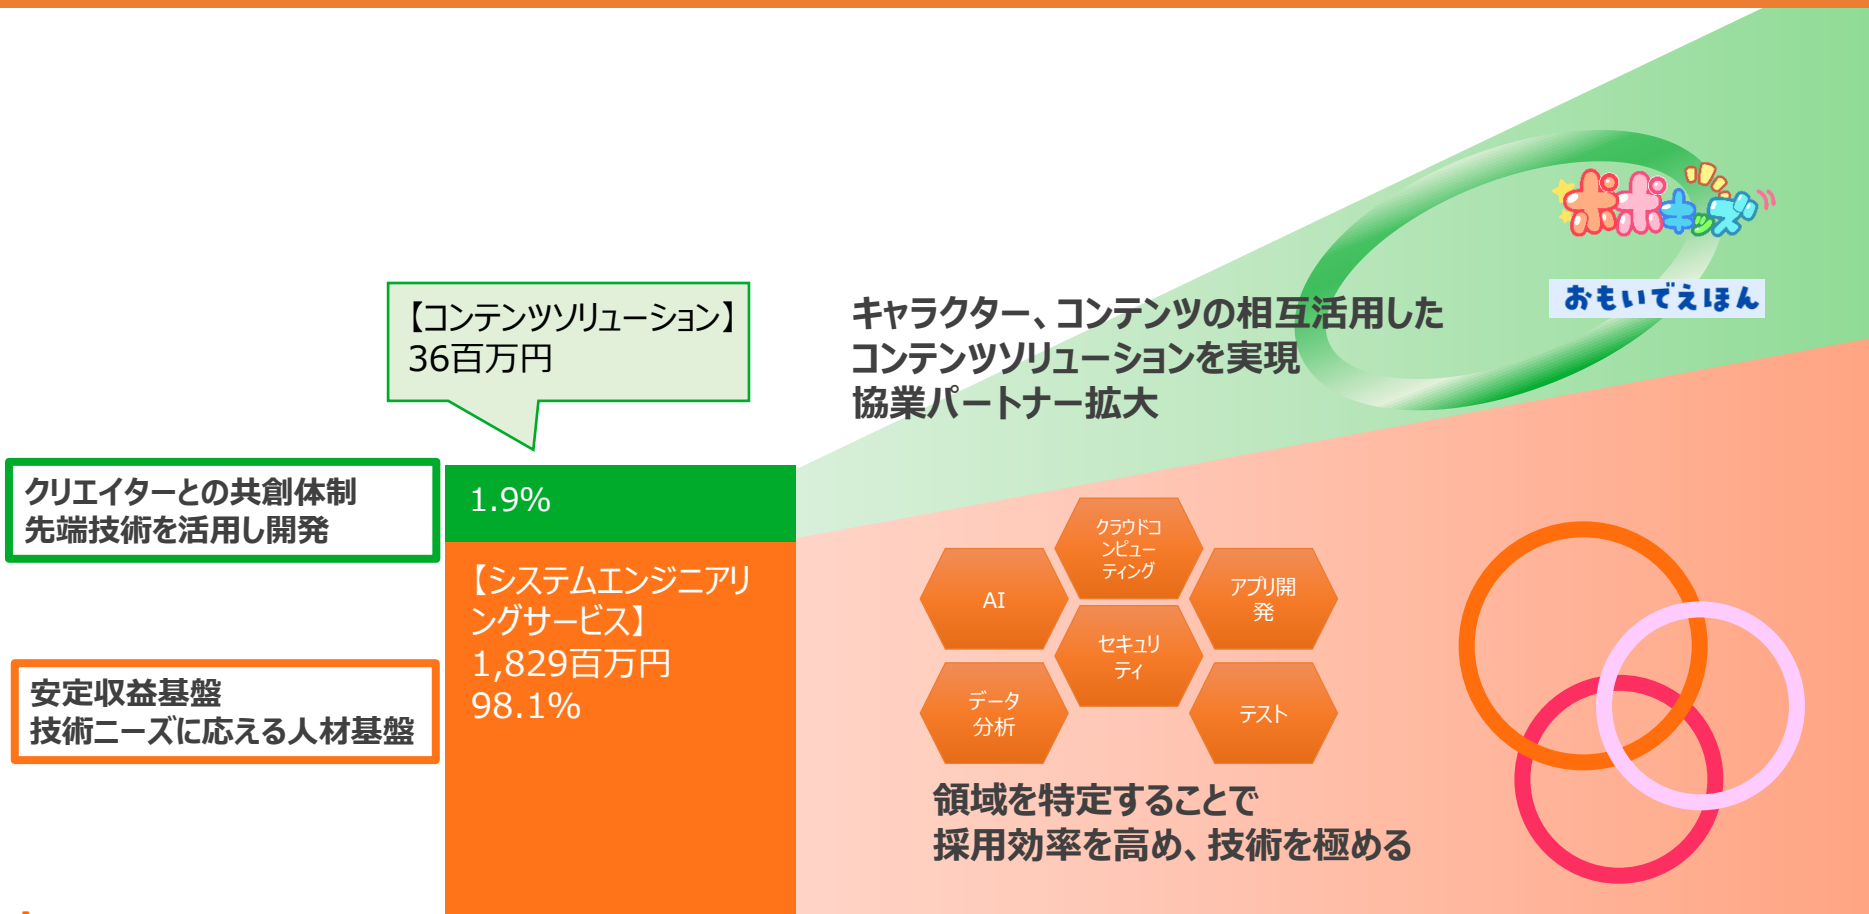 ポポキッズ
おもいでえほん
【コンテンツソリューション】
36百万円
キャラクター、コンテンツの相互活用した
コンテンツソリューションを実現
協業パートナー拡大
クリエイターとの共創体制
先端技術を活用し開発
1.9%
【システムエンジニアリ
ングサービス】
1,829百万円
98.1%
安定収益基盤
技術ニーズに応える人材基盤
クラウドコ
ンピュー
ティング
AI
アプリ開
発
セキュリ
ティ
データ
分析
テスト
領域を特定することで
採用効率を高め、技術を極める